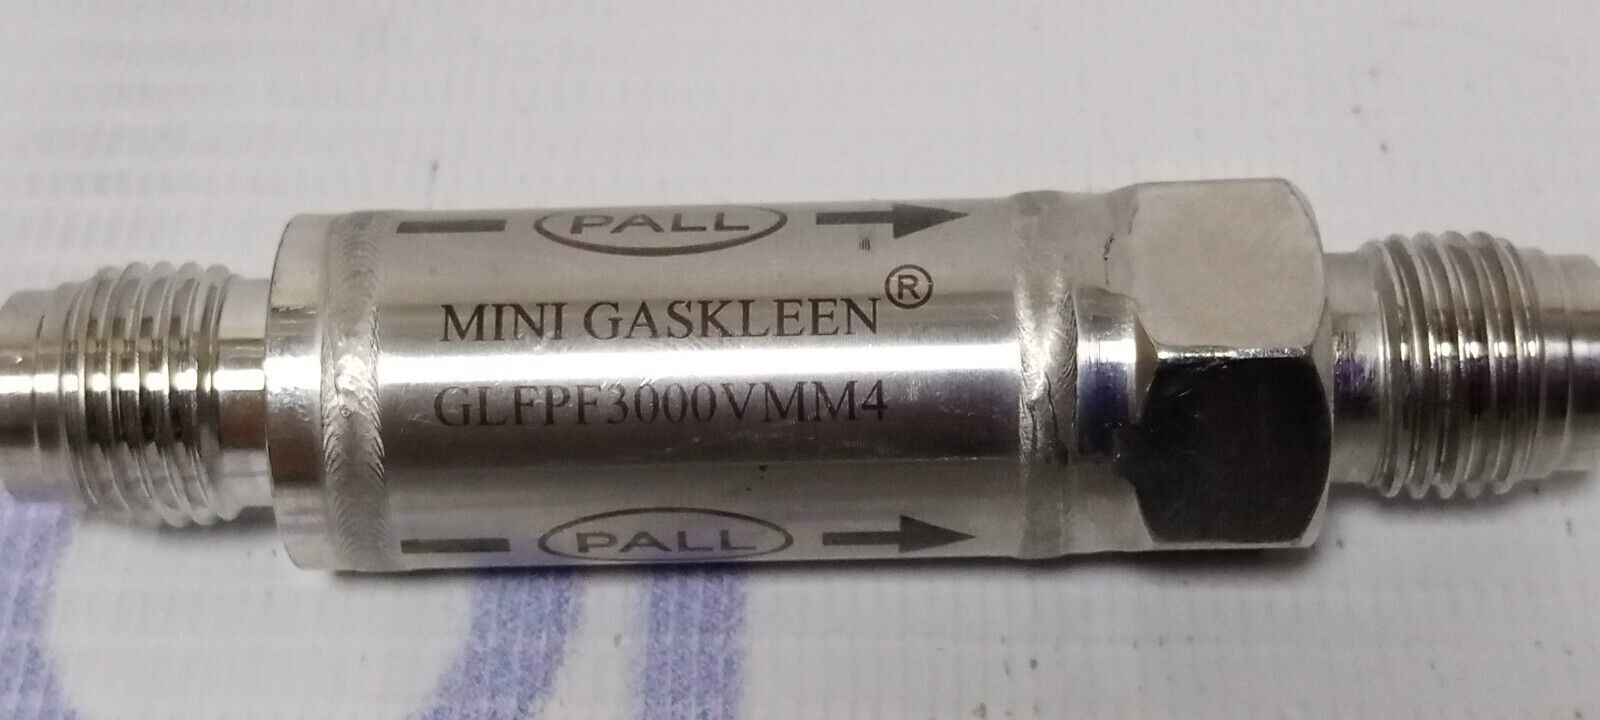 PALL
MINI GASKLEEN®
GLFPF3000VMM4
PALL